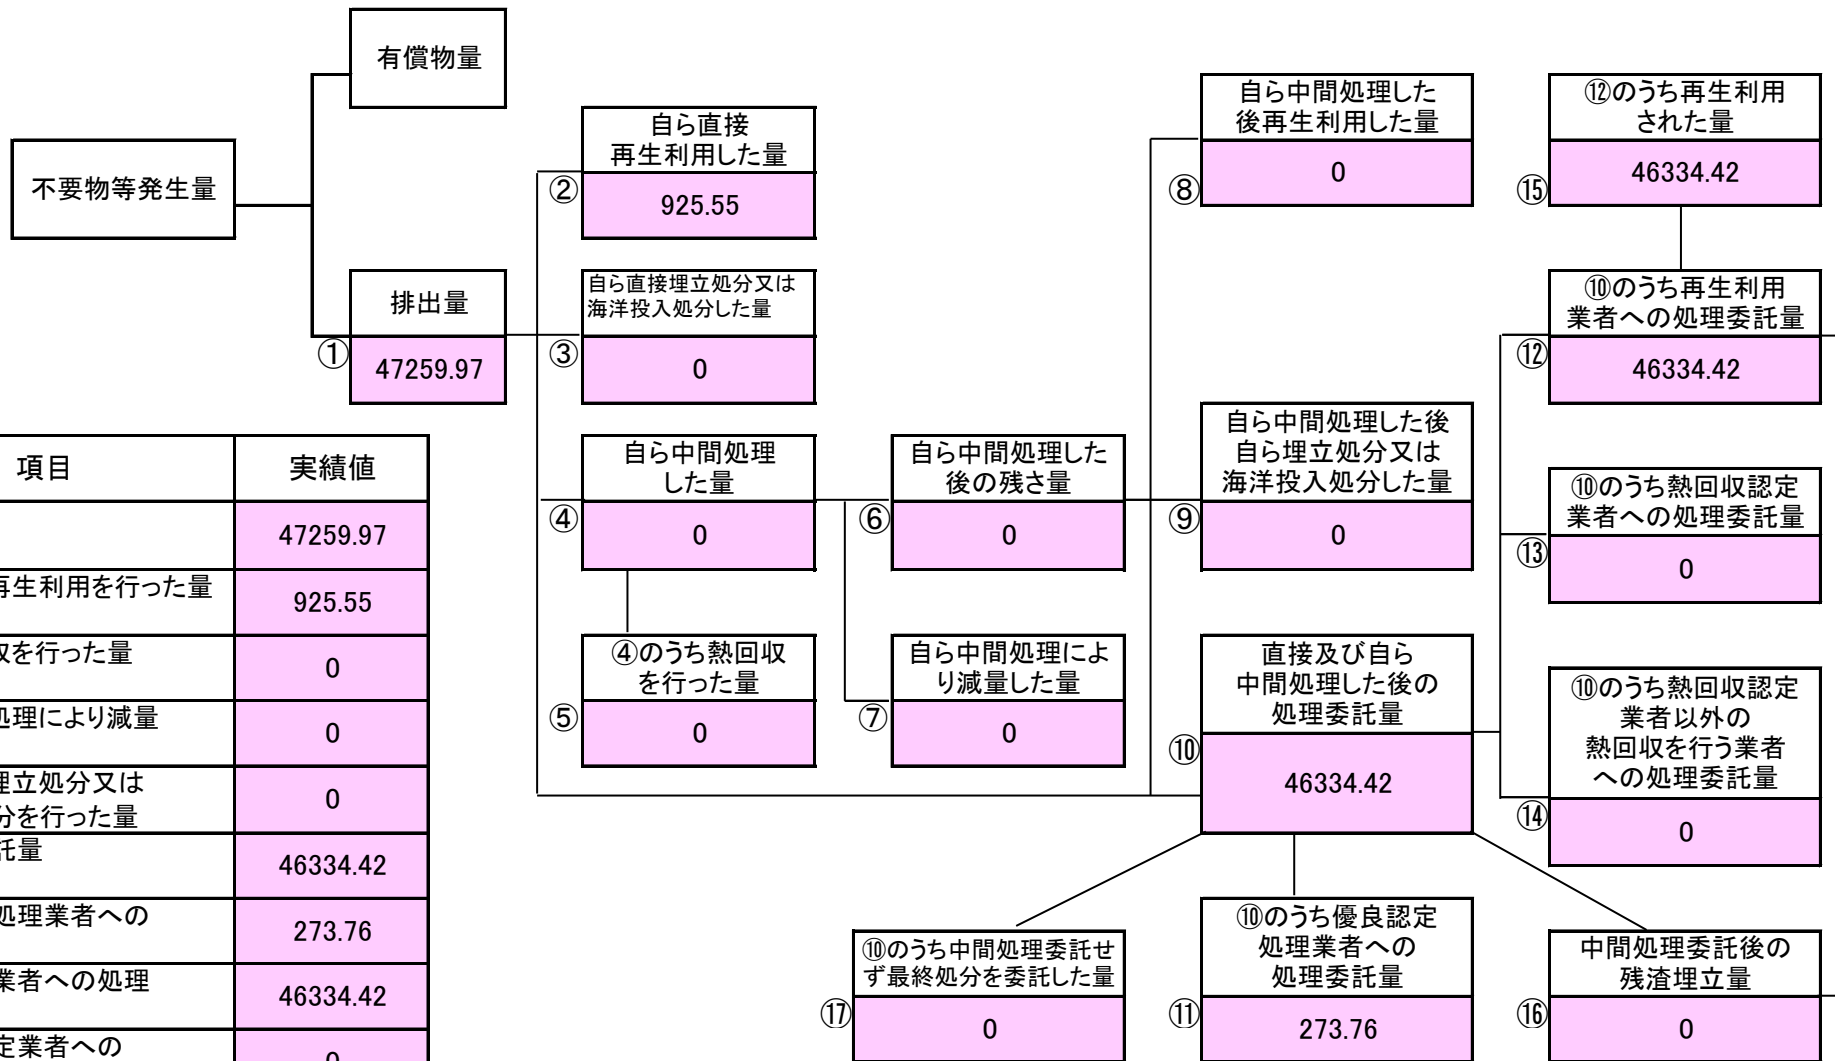 有償物量
不要物等発生量
排出量
①
47259.97
自ら直接
再生利用した量
②
925.55
自ら直接埋立処分又は
海洋投入処分した量
③
0
自ら中間処理
した量
④
0
④のうち熱回収
を行った量
⑤
0
自ら中間処理した
後の残さ量
⑥
0
自ら中間処理によ
り減量した量
⑦
0
自ら中間処理した
後再生利用した量
⑧
0
自ら中間処理した後
自ら埋立処分又は
海洋投入処分した量
⑨
0
直接及び自ら
中間処理した後の
処理委託量
⑩
46334.42
⑫のうち再生利用
された量
⑮
46334.42
⑩のうち再生利用
業者への処理委託量
⑫
46334.42
⑩のうち熱回収認定
業者への処理委託量
⑬
0
⑩のうち熱回収認定
業者以外の
熱回収を行う業者
への処理委託量
⑭
0
⑩のうち中間処理委託せ
ず最終処分を委託した量
⑰
0
⑩のうち優良認定
処理業者への
処理委託量
⑪
273.76
中間処理委託後の
残渣埋立量
⑯
0
項目
実績値
47259.97
再生利用を行った量
925.55
収を行った量
0
処理により減量
0
埋立処分又は
分を行った量
0
託量
46334.42
処理業者への
273.76
業者への処理
46334.42
定業者への
0